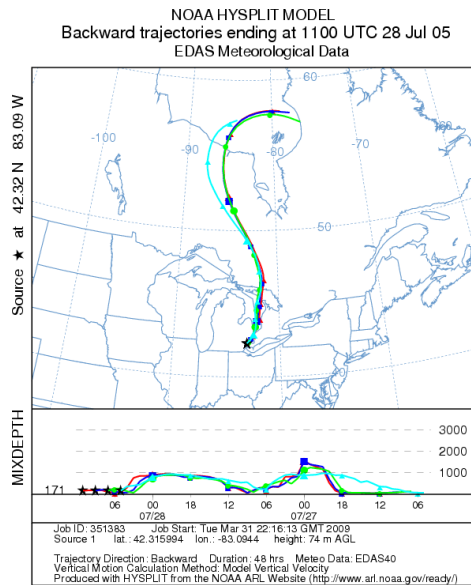 NOAA HYSPLIT MODEL
Backward trajectories ending at 1100 UTC 28 Jul 05
EDAS Meteorological Data
Source ★ at 42.32 N 83.09 W
60
-100
-90
-80
-70
50
40
MIXDEPTH
3000
2000
1000
171
06 00 18 12 06 00 18 12 06
07/28 07/27
Job ID: 351383 Job Start: Tue Mar 31 22:16:13 GMT 2009
Source 1 lat.: 42.315994 lon.: -83.0944 height: 74 m AGL
Trajectory Direction: Backward Duration: 48 hrs Meteo Data: EDAS40
Vertical Motion Calculation Method: Model Vertical Velocity
Produced with HYSPLIT from the NOAA ARL Website (http://www.arl.noaa.gov/ready/)